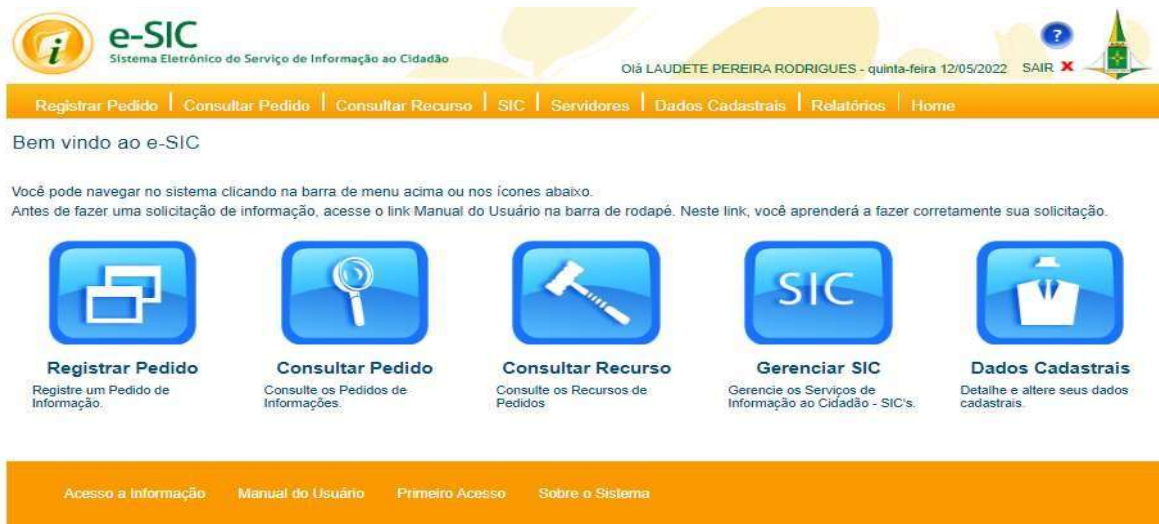 e-SIC
Sistema Eletrônico do Serviço de Informação ao Cidadão
Olá LAUDETE PEREIRA RODRIGUES - quinta-feira 12/05/2022 SAIR
Registrar Pedido | Consultar Pedido | Consultar Recurso | SIC | Servidores | Dados Cadastrais | Relatórios | Home
Bem vindo ao e-SIC
Você pode navegar no sistema clicando na barra de menu acima ou nos ícones abaixo.
Antes de fazer uma solicitação de informação, acesse o link Manual do Usuário na barra de rodapé. Neste link, você aprenderá a fazer corretamente sua solicitação.
SIC
Registrar Pedido
Registre um Pedido de
Informação.
Consultar Pedido
Consulte os Pedidos de
Informações.
Consultar Recurso
Consulte os Recursos de
Pedidos
Gerenciar SIC
Gerencie os Serviços de
Informação ao Cidadão - SIC's.
Dados Cadastrais
Detalhe e altere seus dados
cadastrais.
Acesso a Informação Manual do Usuário Primeiro Acesso Sobre o Sistema